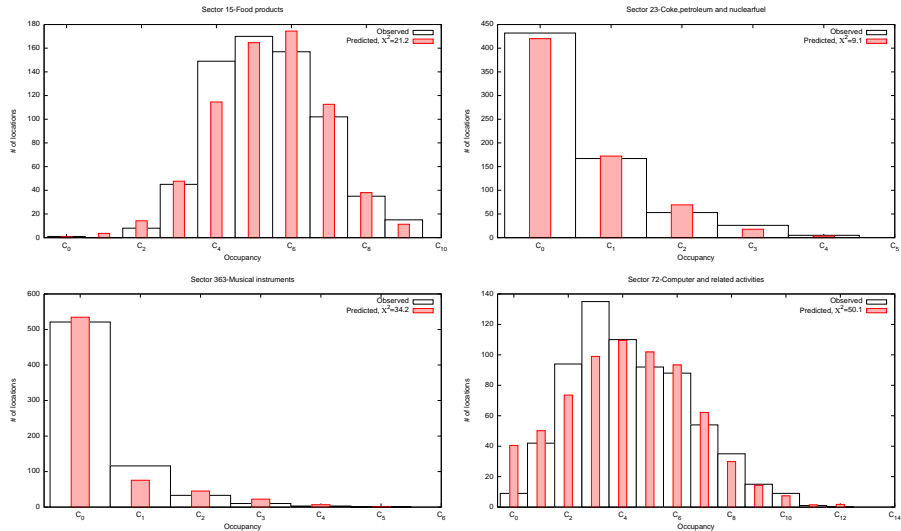 Sector 15-Food products
Observed
Predicted, X²=21.2
180
160
140
120
100
80
60
40
20
0
# of locations
C₀ C₂ C₄ C₆ C₈ C₁₀
Occupancy
Sector 23-Coke,petroleum and nuclearfuel
Observed
Predicted, X²=9.1
450
400
350
300
250
200
150
100
50
0
# of locations
C₀ C₁ C₂ C₃ C₄ C₅
Occupancy
Sector 363-Musical instruments
Observed
Predicted, X²=34.2
600
500
400
300
200
100
0
# of locations
C₀ C₁ C₂ C₃ C₄ C₅ C₆
Occupancy
Sector 72-Computer and related activities
Observed
Predicted, X²=50.1
140
120
100
80
60
40
20
0
# of locations
C₀ C₂ C₄ C₆ C₈ C₁₀ C₁₂ C₁₄
Occupancy